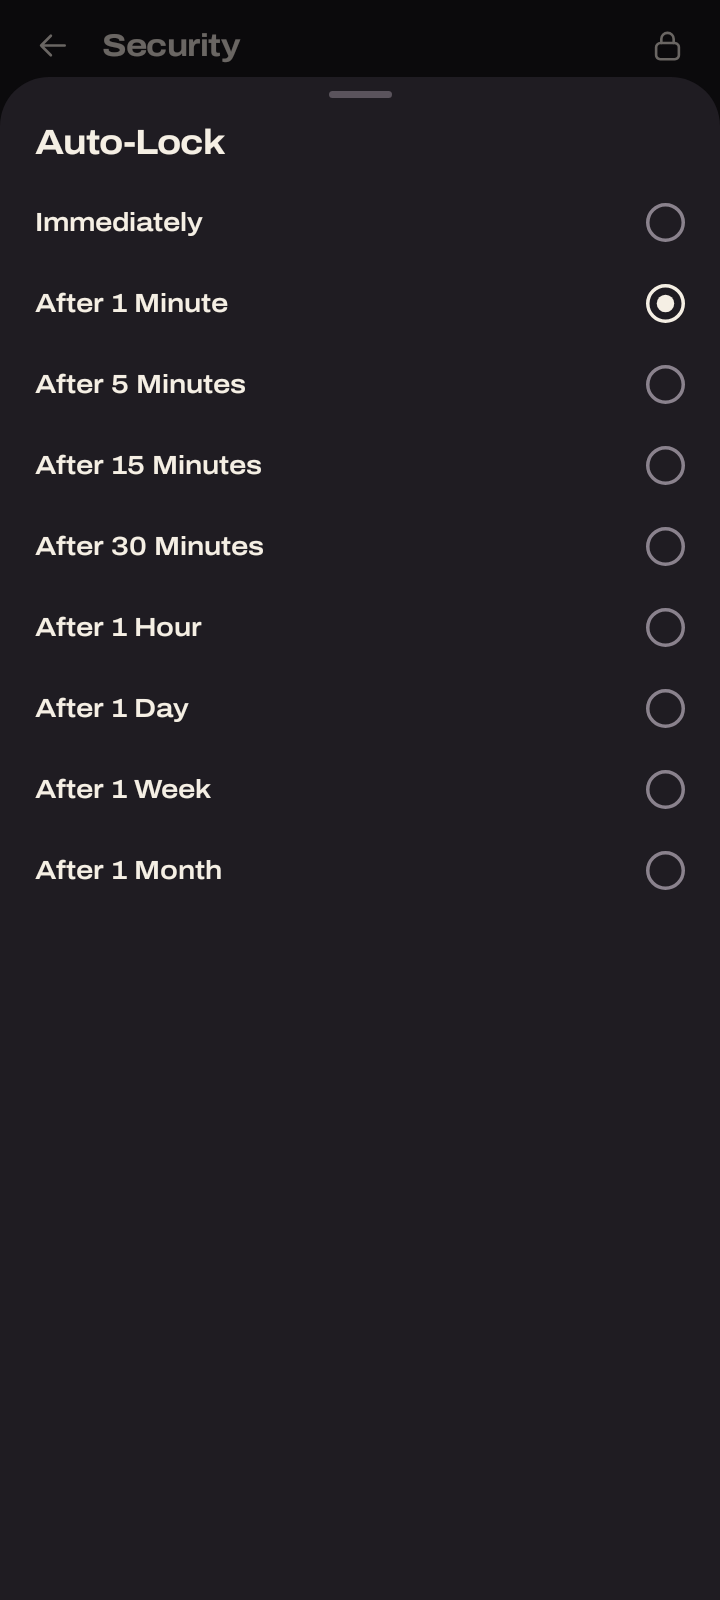 Security
Auto-Lock
Immediately
After 1 Minute
After 5 Minutes
After 15 Minutes
After 30 Minutes
After 1 Hour
After 1 Day
After 1 Week
After 1 Month